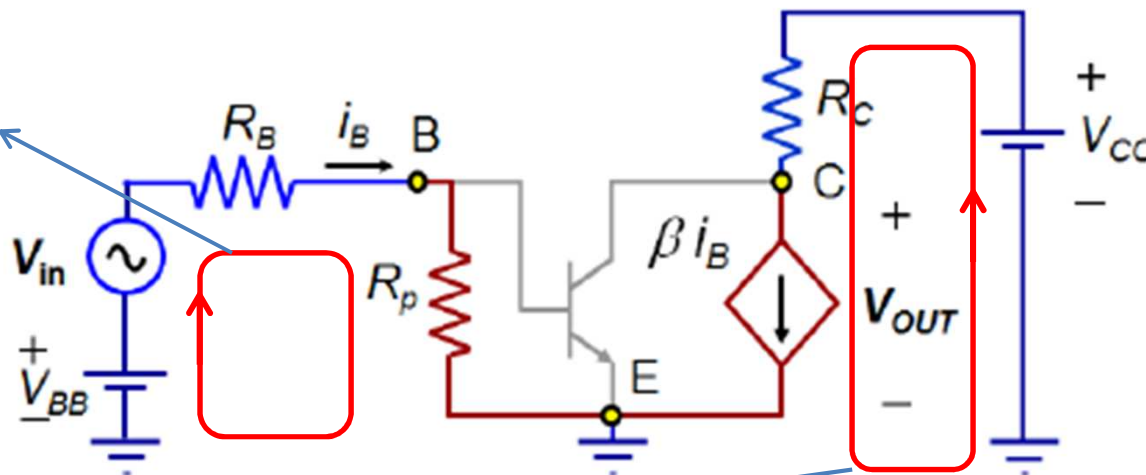 R_B
i_B
B
R_C
+
V_CC
−
C
V_in
R_p
β i_B
+
V_OUT
−
E
+
V_BB
−